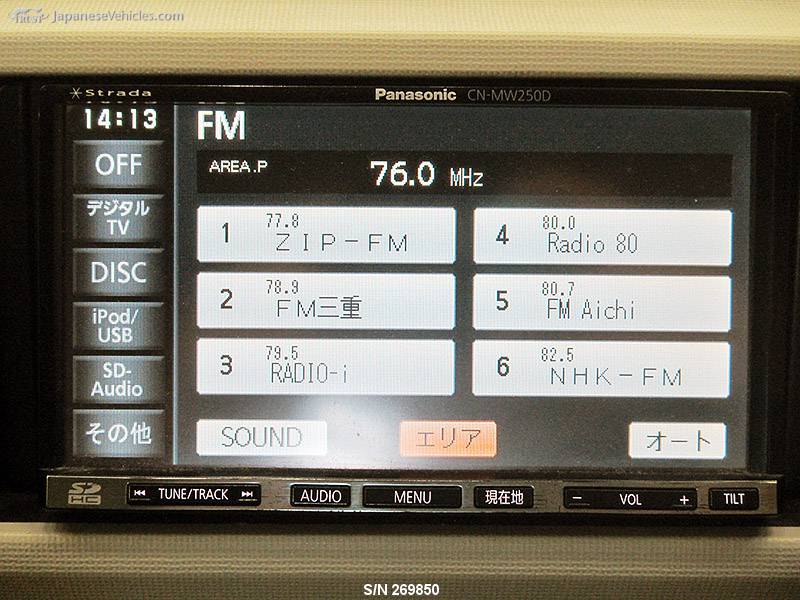 TRUST JapaneseVehicles.com
Strada
Panasonic CN-MW250D
14:13
FM
OFF
AREA.P 76.0 MHz
デジタル
TV
DISC
iPod/
USB
SD-
Audio
その他
1 77.8
ZIP-FM
2 78.9
FM三重
3 79.5
RADIO-i
4 80.0
Radio 80
5 80.7
FM Aichi
6 82.5
NHK-FM
SOUND エリア オート
SD
HC
TUNE/TRACK AUDIO MENU 現在地 − VOL + TILT
S/N 269850